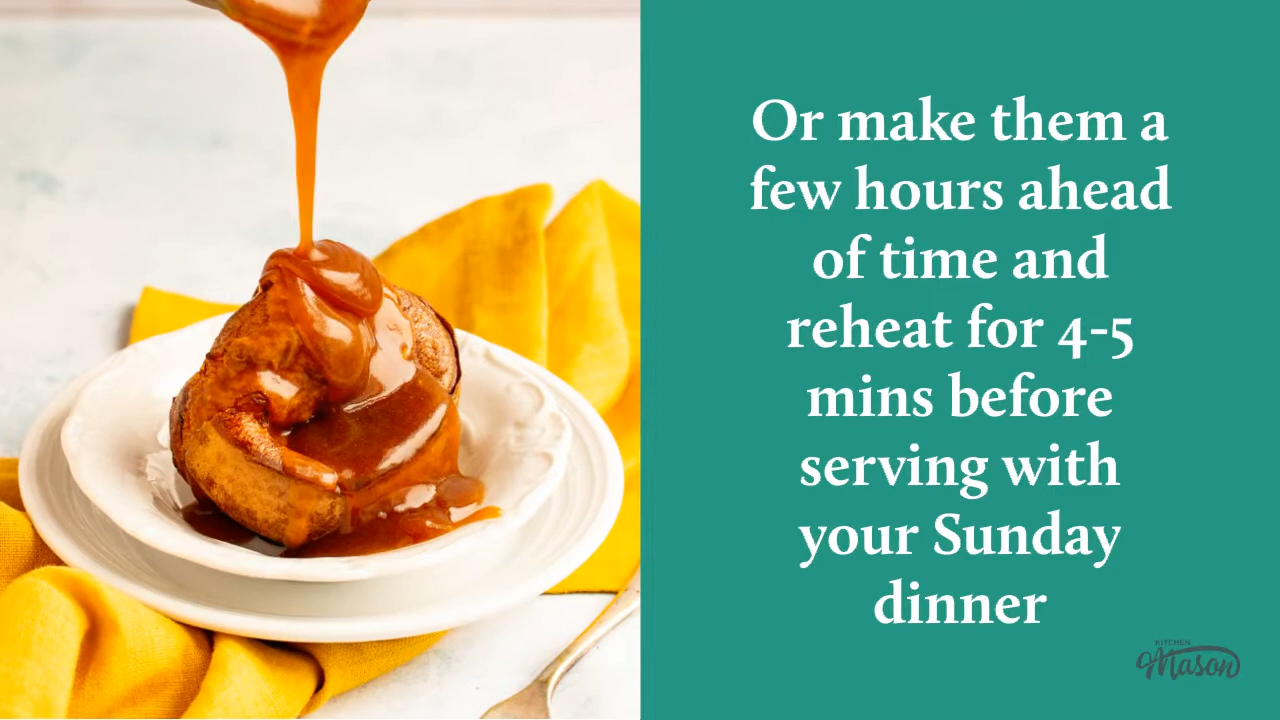 Or make them a
few hours ahead
of time and
reheat for 4-5
mins before
serving with
your Sunday
dinner
KITCHEN
Mason